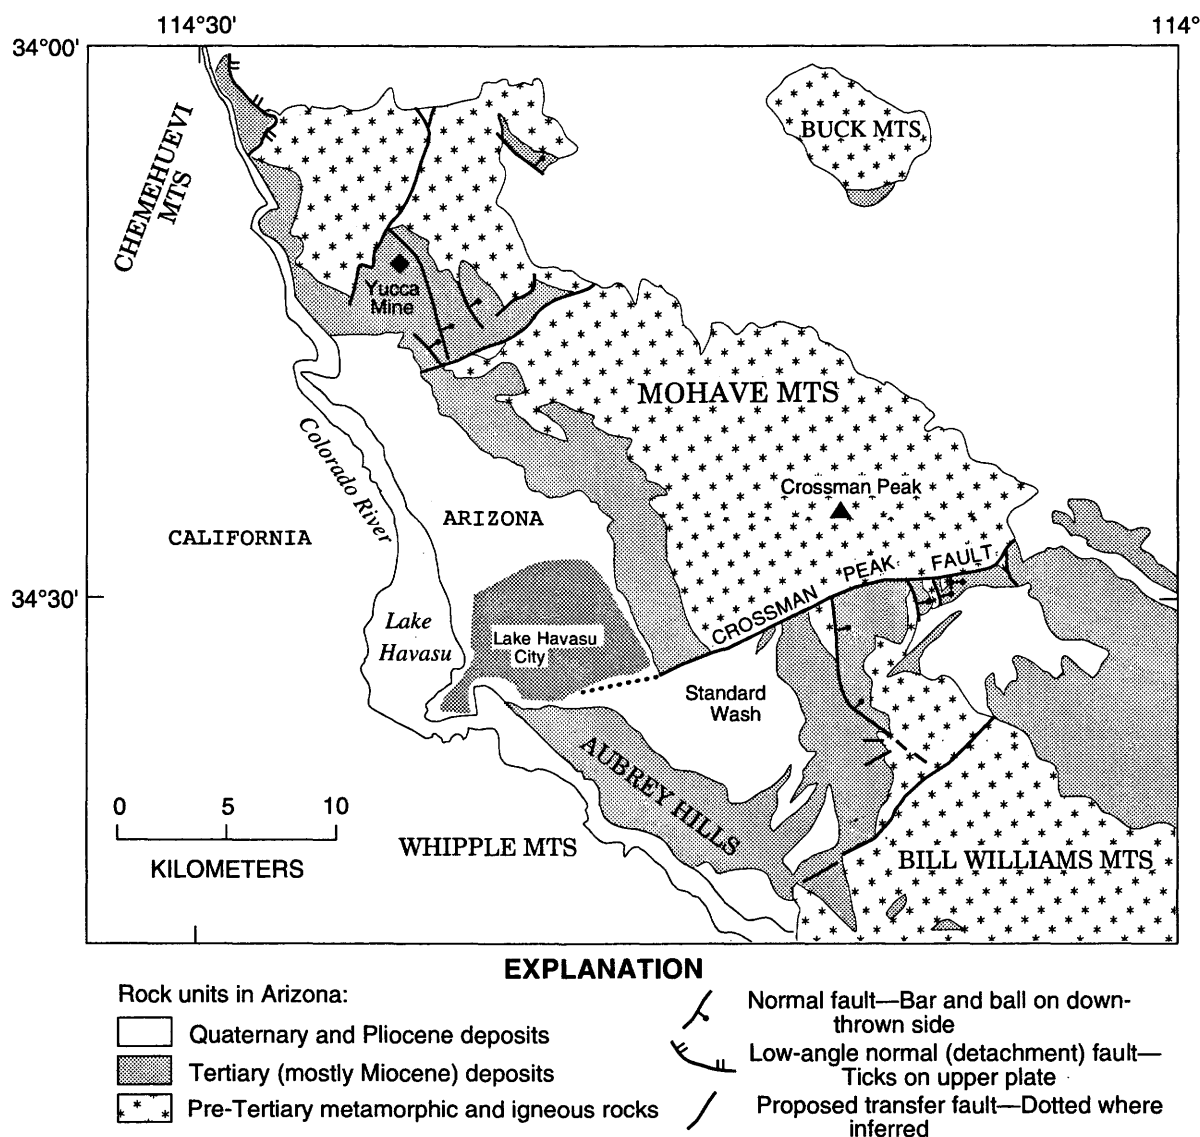 114°30'
114°
34°00'
CHEMEHUEVI
MTS
BUCK MTS
Yucca
Mine
MOHAVE MTS
Crossman Peak
Colorado River
ARIZONA
CALIFORNIA
CROSSMAN PEAK FAULT
34°30'
Lake
Havasu
Lake Havasu
City
Standard
Wash
AUBREY HILLS
0 5 10
KILOMETERS
WHIPPLE MTS
BILL WILLIAMS MTS
EXPLANATION
Rock units in Arizona:
Quaternary and Pliocene deposits
Tertiary (mostly Miocene) deposits
Pre-Tertiary metamorphic and igneous rocks
Normal fault—Bar and ball on down-
thrown side
Low-angle normal (detachment) fault—
Ticks on upper plate
Proposed transfer fault—Dotted where
inferred